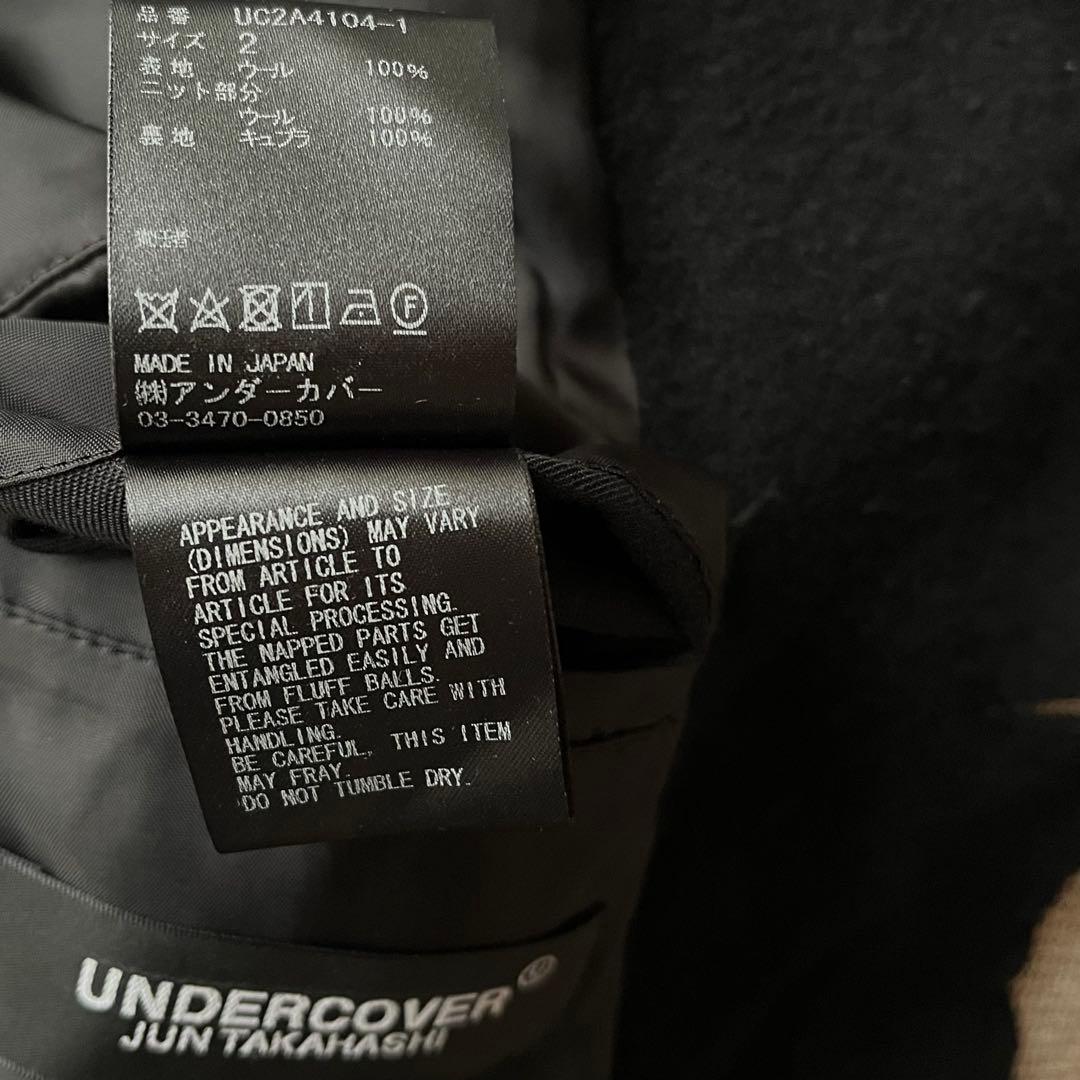 品番 UC2A4104-1
サイズ 2
表地 ウール 100%
ニット部分
ウール 100%
裏地 キュプラ 100%
MADE IN JAPAN
㈱アンダーカバー
03-3470-0850
APPEARANCE AND SIZE
(DIMENSIONS) MAY VARY
FROM ARTICLE TO
ARTICLE FOR ITS
SPECIAL PROCESSING.
THE NAPPED PARTS GET
ENTANGLED EASILY AND
FROM FLUFF BALLS.
PLEASE TAKE CARE WITH
HANDLING.
BE CAREFUL, THIS ITEM
MAY FRAY.
DO NOT TUMBLE DRY.
UNDERCOVER®
JUN TAKAHASHI